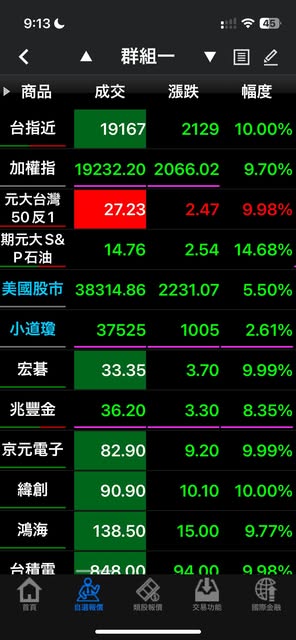 9:13 45
群組一
商品 成交 漲跌 幅度
台指近 19167 2129 10.00%
加權指 19232.20 2066.02 9.70%
元大台灣
50反1 27.23 2.47 9.98%
期元大S&
P石油 14.76 2.54 14.68%
美國股市 38314.86 2231.07 5.50%
小道瓊 37525 1005 2.61%
宏碁 33.35 3.70 9.99%
兆豐金 36.20 3.30 8.35%
京元電子 82.90 9.20 9.99%
緯創 90.90 10.10 10.00%
鴻海 138.50 15.00 9.77%
台積電 848.00 94.00 9.98%
首頁 自選報價 類股報價 交易功能 國際金融